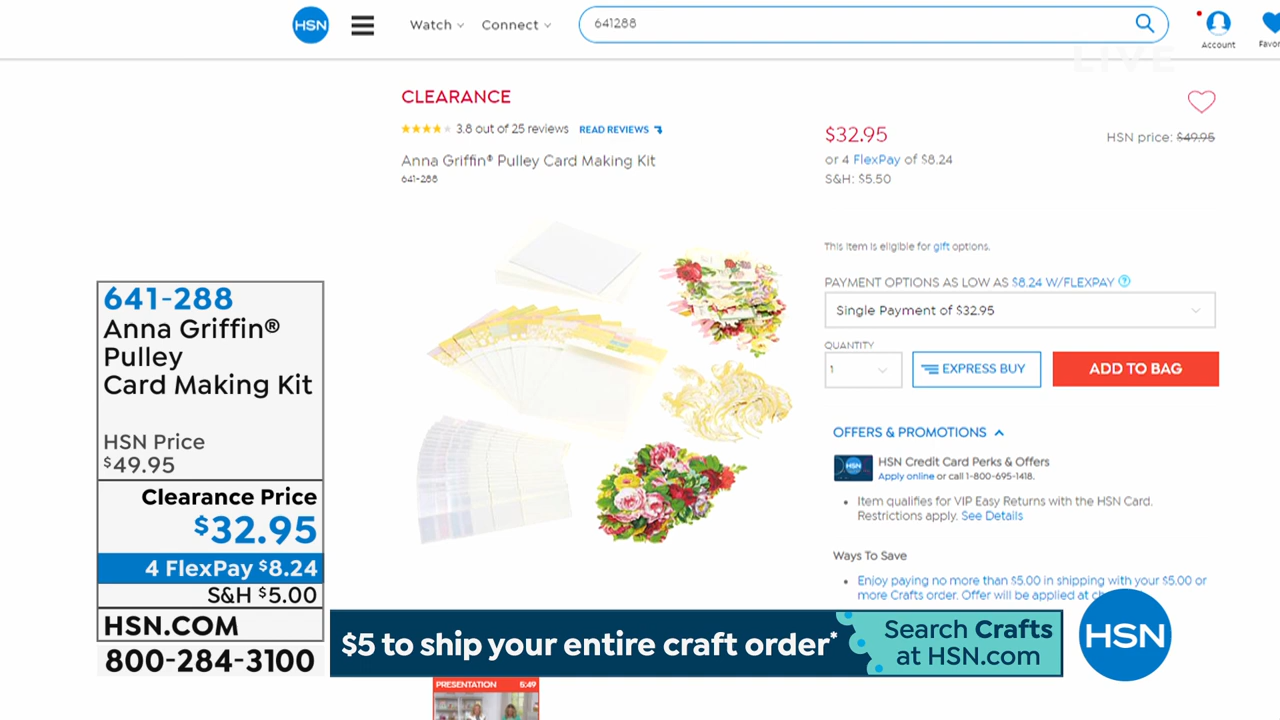 HSN
Watch
Connect
641288
Account
LIVE
CLEARANCE
3.8 out of 25 reviews READ REVIEWS
Anna Griffin® Pulley Card Making Kit
641-288
$32.95
HSN price: $49.95
or 4 FlexPay of $8.24
S&H: $5.50
This item is eligible for gift options.
PAYMENT OPTIONS AS LOW AS $8.24 W/FLEXPAY ?
Single Payment of $32.95
QUANTITY
1
EXPRESS BUY
ADD TO BAG
OFFERS & PROMOTIONS
HSN
HSN Credit Card Perks & Offers
Apply online or call 1-800-695-1418.
Item qualifies for VIP Easy Returns with the HSN Card.
Restrictions apply. See Details
Ways To Save
Enjoy paying no more than $5.00 in shipping with your $5.00 or
more Crafts order. Offer will be applied at
641-288
Anna Griffin®
Pulley
Card Making Kit
HSN Price
$49.95
Clearance Price
$32.95
4 FlexPay $8.24
S&H $5.00
HSN.COM
800-284-3100
$5 to ship your entire craft order*
Search Crafts
at HSN.com
HSN
PRESENTATION 5:49